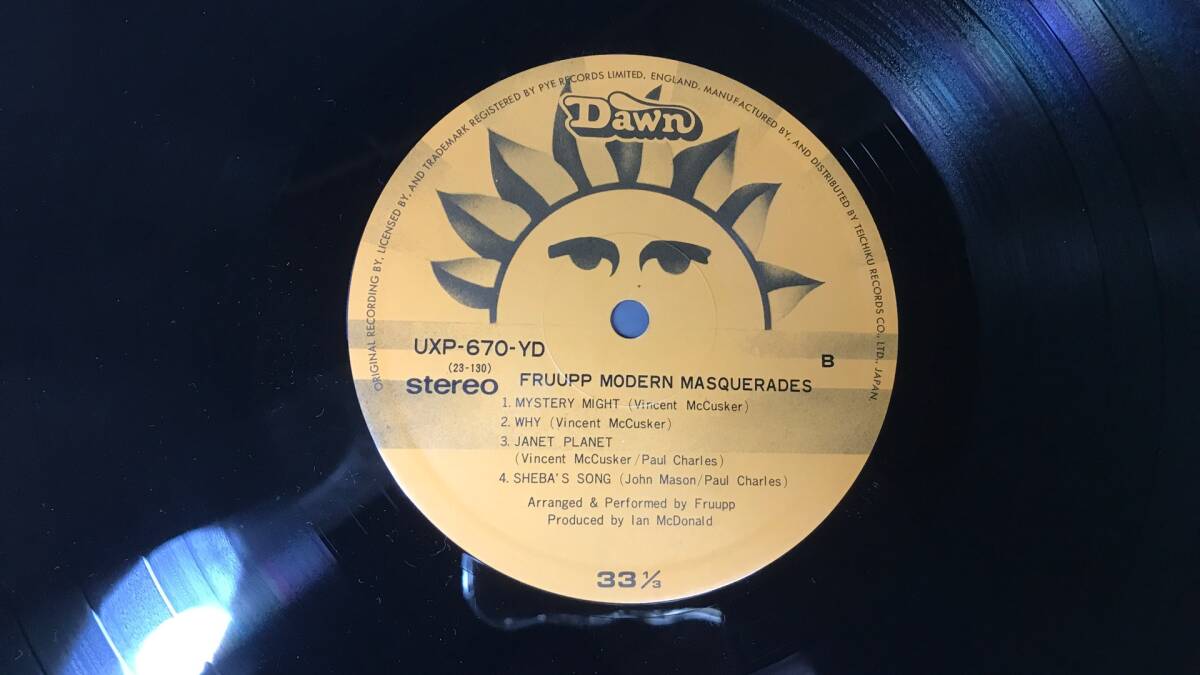 ORIGINAL RECORDING BY, LICENSED BY, AND TRADEMARK REGISTERED BY PYE RECORDS LIMITED, ENGLAND, MANUFACTURED BY, AND DISTRIBUTED BY TEICHIKU RECORDS CO., LTD., JAPAN.
Dawn
UXP-670-YD
B
(23-130)
stereo FRUUPP MODERN MASQUERADES
1. MYSTERY MIGHT (Vincent McCusker)
2. WHY (Vincent McCusker)
3. JANET PLANET
(Vincent McCusker/Paul Charles)
4. SHEBA'S SONG (John Mason/Paul Charles)
Arranged & Performed by Fruupp
Produced by Ian McDonald
33 1/3